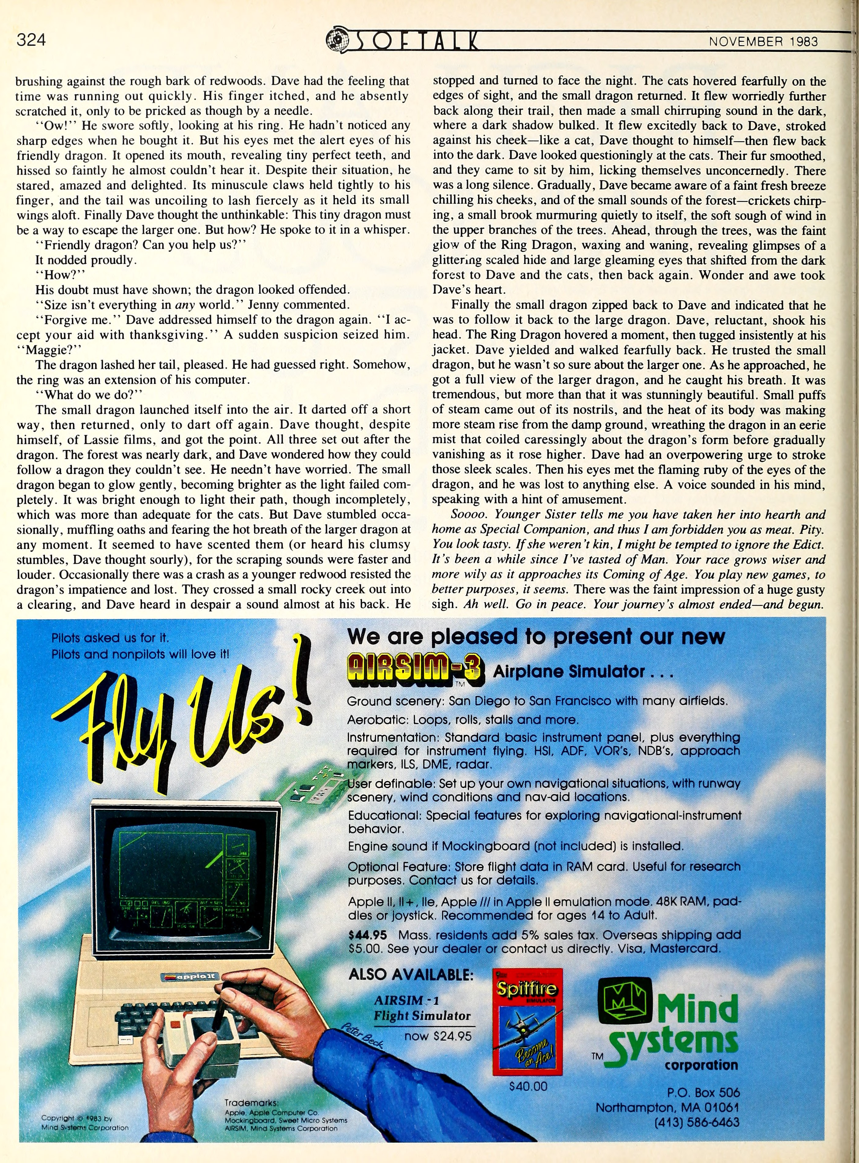 324
SOFTALK
NOVEMBER 1983
brushing against the rough bark of redwoods. Dave had the feeling that
time was running out quickly. His finger itched, and he absently
scratched it, only to be pricked as though by a needle.
"Ow!" He swore softly, looking at his ring. He hadn't noticed any
sharp edges when he bought it. But his eyes met the alert eyes of his
friendly dragon. It opened its mouth, revealing tiny perfect teeth, and
hissed so faintly he almost couldn't hear it. Despite their situation, he
stared, amazed and delighted. Its minuscule claws held tightly to his
finger, and the tail was uncoiling to lash fiercely as it held its small
wings aloft. Finally Dave thought the unthinkable: This tiny dragon must
be a way to escape the larger one. But how? He spoke to it in a whisper.
"Friendly dragon? Can you help us?"
It nodded proudly.
"How?"
His doubt must have shown; the dragon looked offended.
"Size isn't everything in any world." Jenny commented.
"Forgive me." Dave addressed himself to the dragon again. "I ac-
cept your aid with thanksgiving." A sudden suspicion seized him.
"Maggie?"
The dragon lashed her tail, pleased. He had guessed right. Somehow,
the ring was an extension of his computer.
"What do we do?"
The small dragon launched itself into the air. It darted off a short
way, then returned, only to dart off again. Dave thought, despite
himself, of Lassie films, and got the point. All three set out after the
dragon. The forest was nearly dark, and Dave wondered how they could
follow a dragon they couldn't see. He needn't have worried. The small
dragon began to glow gently, becoming brighter as the light failed com-
pletely. It was bright enough to light their path, though incompletely,
which was more than adequate for the cats. But Dave stumbled occa-
sionally, muffling oaths and fearing the hot breath of the larger dragon at
any moment. It seemed to have scented them (or heard his clumsy
stumbles, Dave thought sourly), for the scraping sounds were faster and
louder. Occasionally there was a crash as a younger redwood resisted the
dragon's impatience and lost. They crossed a small rocky creek out into
a clearing, and Dave heard in despair a sound almost at his back. He
stopped and turned to face the night. The cats hovered fearfully on the
edges of sight, and the small dragon returned. It flew worriedly further
back along their trail, then made a small chirruping sound in the dark,
where a dark shadow bulked. It flew excitedly back to Dave, stroked
against his cheek—like a cat, Dave thought to himself—then flew back
into the dark. Dave looked questioningly at the cats. Their fur smoothed,
and they came to sit by him, licking themselves unconcernedly. There
was a long silence. Gradually, Dave became aware of a faint fresh breeze
chilling his cheeks, and of the small sounds of the forest—crickets chirp-
ing, a small brook murmuring quietly to itself, the soft sough of wind in
the upper branches of the trees. Ahead, through the trees, was the faint
glow of the Ring Dragon, waxing and waning, revealing glimpses of a
glittering scaled hide and large gleaming eyes that shifted from the dark
forest to Dave and the cats, then back again. Wonder and awe took
Dave's heart.
Finally the small dragon zipped back to Dave and indicated that he
was to follow it back to the large dragon. Dave, reluctant, shook his
head. The Ring Dragon hovered a moment, then tugged insistently at his
jacket. Dave yielded and walked fearfully back. He trusted the small
dragon, but he wasn't so sure about the larger one. As he approached, he
got a full view of the larger dragon, and he caught his breath. It was
tremendous, but more than that it was stunningly beautiful. Small puffs
of steam came out of its nostrils, and the heat of its body was making
more steam rise from the damp ground, wreathing the dragon in an eerie
mist that coiled caressingly about the dragon's form before gradually
vanishing as it rose higher. Dave had an overpowering urge to stroke
those sleek scales. Then his eyes met the flaming ruby of the eyes of the
dragon, and he was lost to anything else. A voice sounded in his mind,
speaking with a hint of amusement.
Soooo. Younger Sister tells me you have taken her into hearth and
home as Special Companion, and thus I am forbidden you as meat. Pity.
You look tasty. If she weren't kin, I might be tempted to ignore the Edict.
It's been a while since I've tasted of Man. Your race grows wiser and
more wily as it approaches its Coming of Age. You play new games, to
better purposes, it seems. There was the faint impression of a huge gusty
sigh. Ah well. Go in peace. Your journey's almost ended—and begun.
Pilots asked us for it.
Pilots and nonpilots will love it!
Fly Us!
We are pleased to present our new
AIRSIM-3 TM Airplane Simulator . . .
Ground scenery: San Diego to San Francisco with many airfields.
Aerobatic: Loops, rolls, stalls and more.
Instrumentation: Standard basic instrument panel, plus everything
required for instrument flying. HSI, ADF, VOR's, NDB's, approach
markers, ILS, DME, radar.
User definable: Set up your own navigational situations, with runway
scenery, wind conditions and nav-aid locations.
Educational: Special features for exploring navigational-instrument
behavior.
Engine sound if Mockingboard (not included) is installed.
Optional Feature: Store flight data in RAM card. Useful for research
purposes. Contact us for details.
Apple II, II+, IIe, Apple /// in Apple II emulation mode. 48K RAM, pad-
dles or joystick. Recommended for ages 14 to Adult.
$44.95 Mass. residents add 5% sales tax. Overseas shipping add
$5.00. See your dealer or contact us directly. Visa, Mastercard.
ALSO AVAILABLE:
AIRSIM - 1
Flight Simulator
now $24.95
Spitfire
SIMULATOR
Become
an Ace!
$40.00
Mind
TM Systems
corporation
P.O. Box 506
Northampton, MA 01061
(413) 586-6463
apple II
Peter Beck
Trademarks:
Apple, Apple Computer Co.
Mockingboard, Sweet Micro Systems
AIRSIM, Mind Systems Corporation
Copyright © 1983 by
Mind Systems Corporation